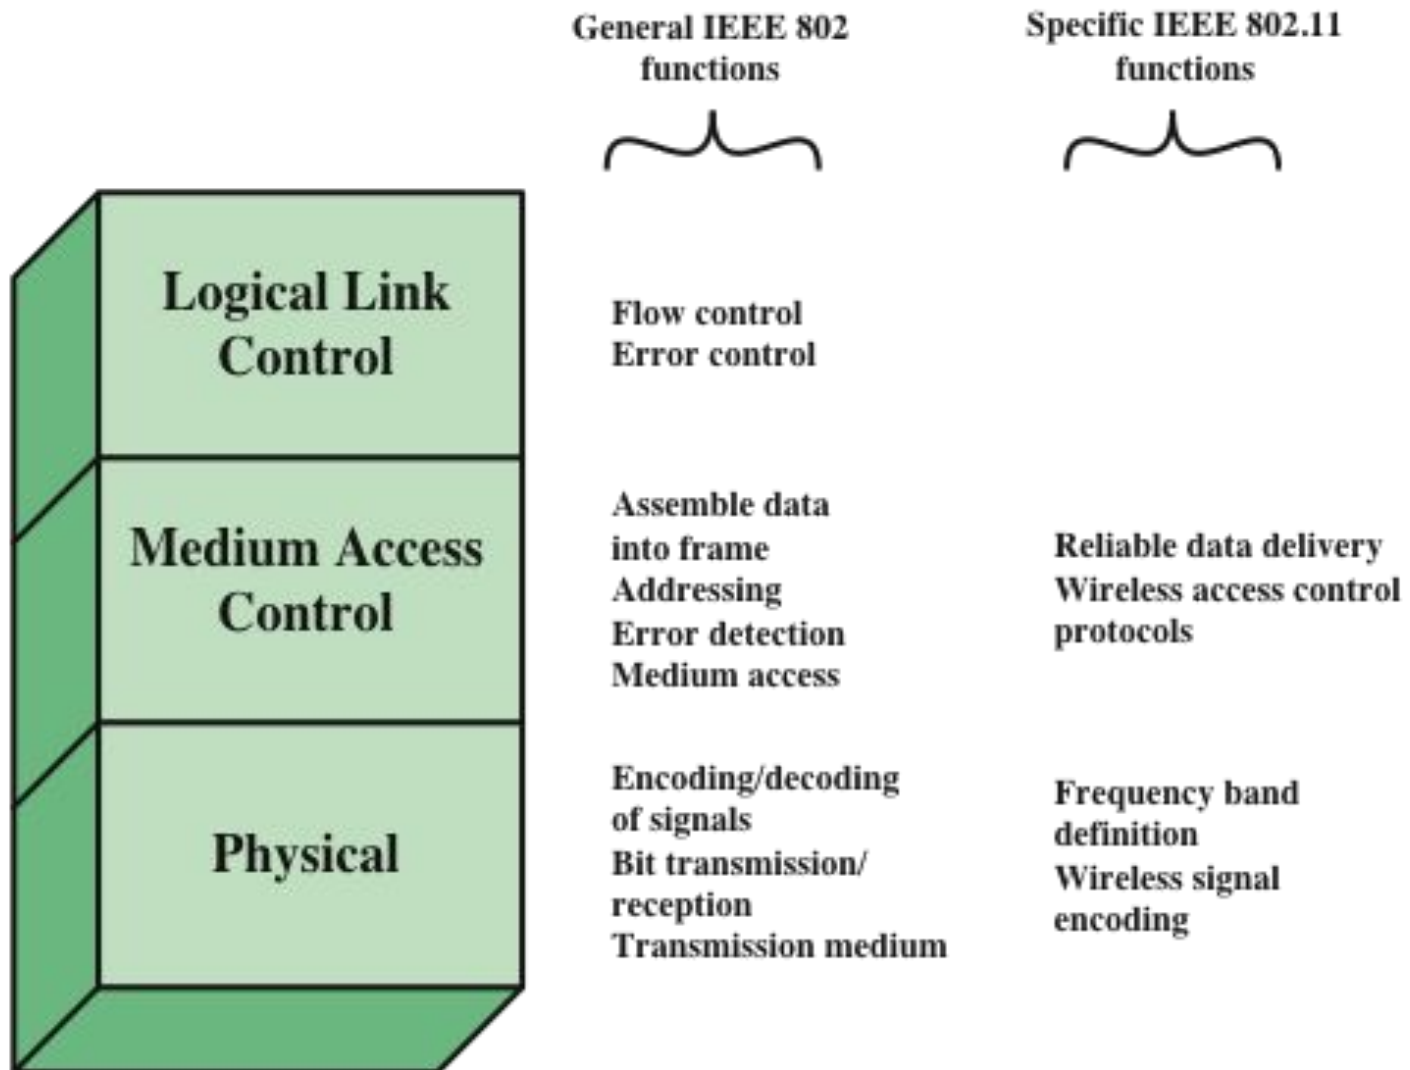 General IEEE 802
functions
Specific IEEE 802.11
functions
Logical Link
Control
Flow control
Error control
Medium Access
Control
Assemble data
into frame
Addressing
Error detection
Medium access
Reliable data delivery
Wireless access control
protocols
Physical
Encoding/decoding
of signals
Bit transmission/
reception
Transmission medium
Frequency band
definition
Wireless signal
encoding